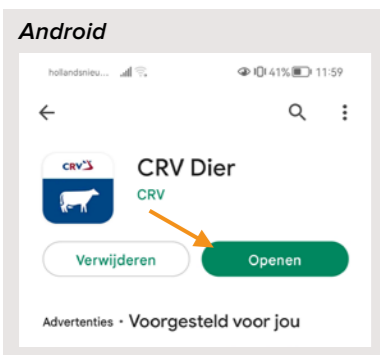 Android
hollandsnieu... 41% 11:59
CRV
CRV Dier
CRV
Verwijderen Openen
Advertenties • Voorgesteld voor jou